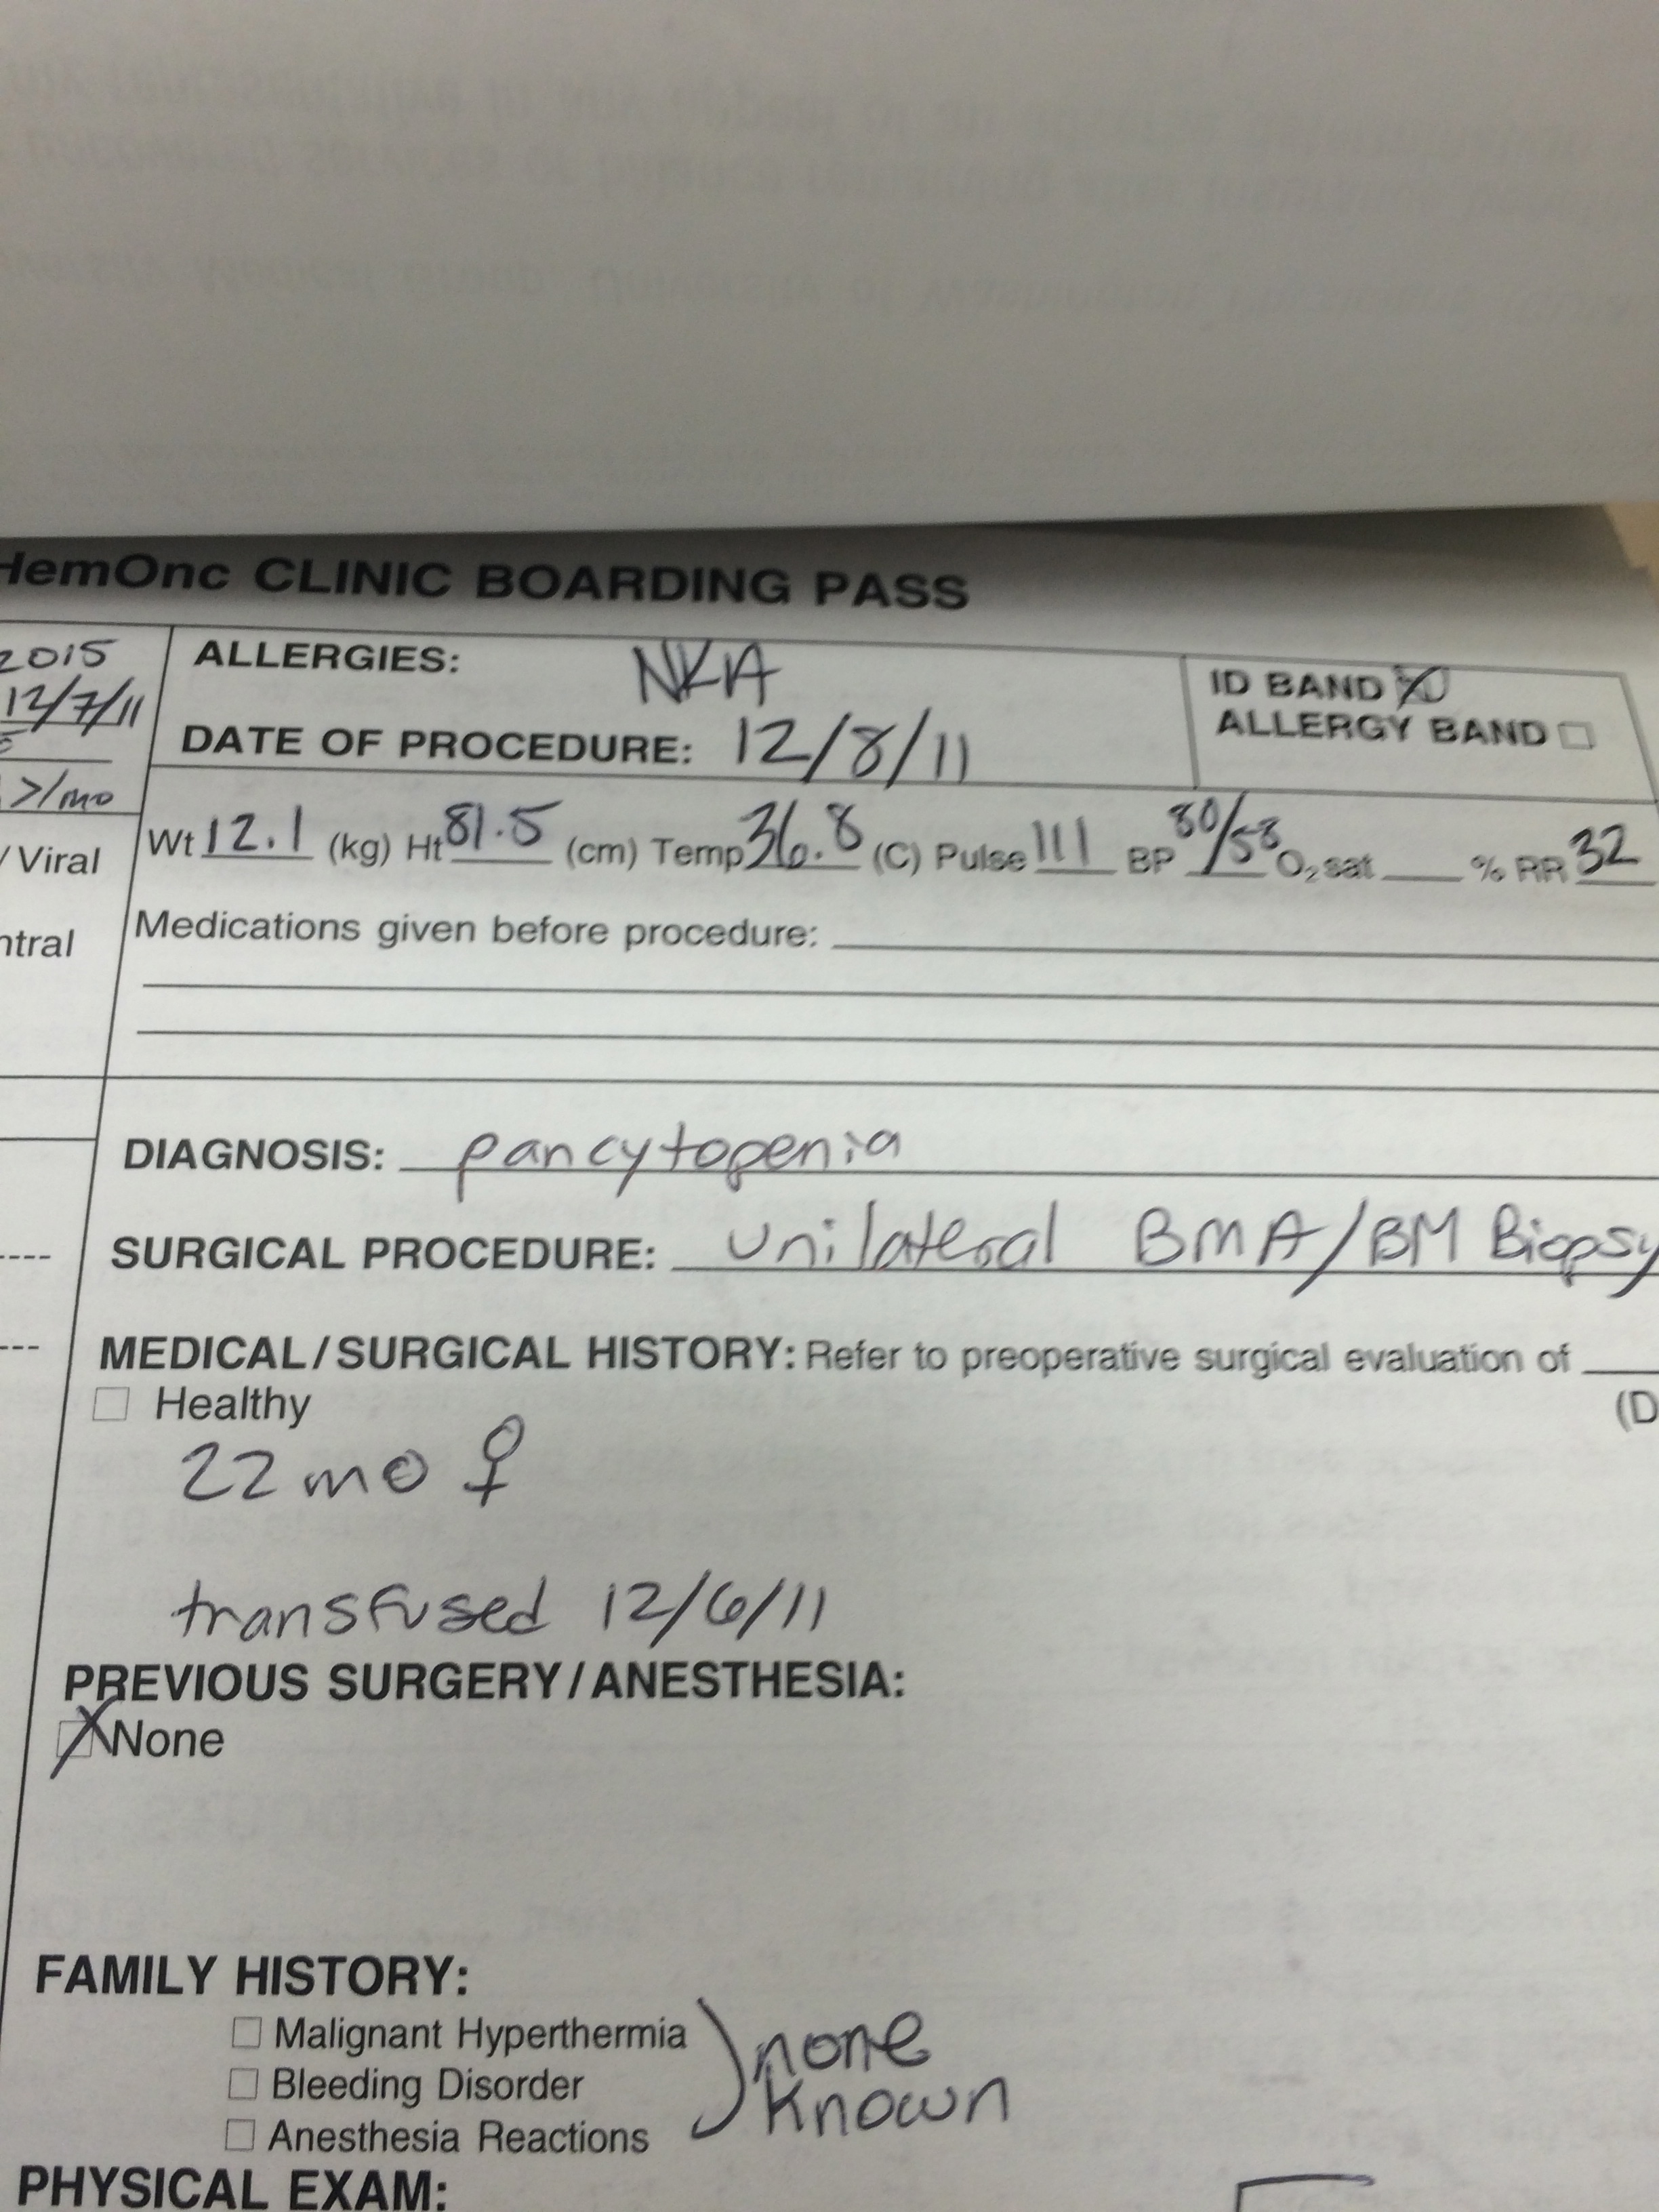 HemOnc CLINIC BOARDING PASS
2015
12/7/11
>/mo
/ Viral
ntral
ALLERGIES: NKA
DATE OF PROCEDURE: 12/8/11
ID BAND
ALLERGY BAND
Wt 12.1 (kg) Ht 81.5 (cm) Temp 36.8 (C) Pulse 111 BP 80/58 O₂ sat ____ % RR 32
Medications given before procedure:
DIAGNOSIS: pancytopenia
SURGICAL PROCEDURE: unilateral BMA/BM Biopsy
MEDICAL/SURGICAL HISTORY: Refer to preoperative surgical evaluation of
(D
☐ Healthy
22 mo ♀
transfused 12/6/11
PREVIOUS SURGERY/ANESTHESIA:
☒ None
FAMILY HISTORY:
☐ Malignant Hyperthermia
☐ Bleeding Disorder
☐ Anesthesia Reactions
none
known
PHYSICAL EXAM: